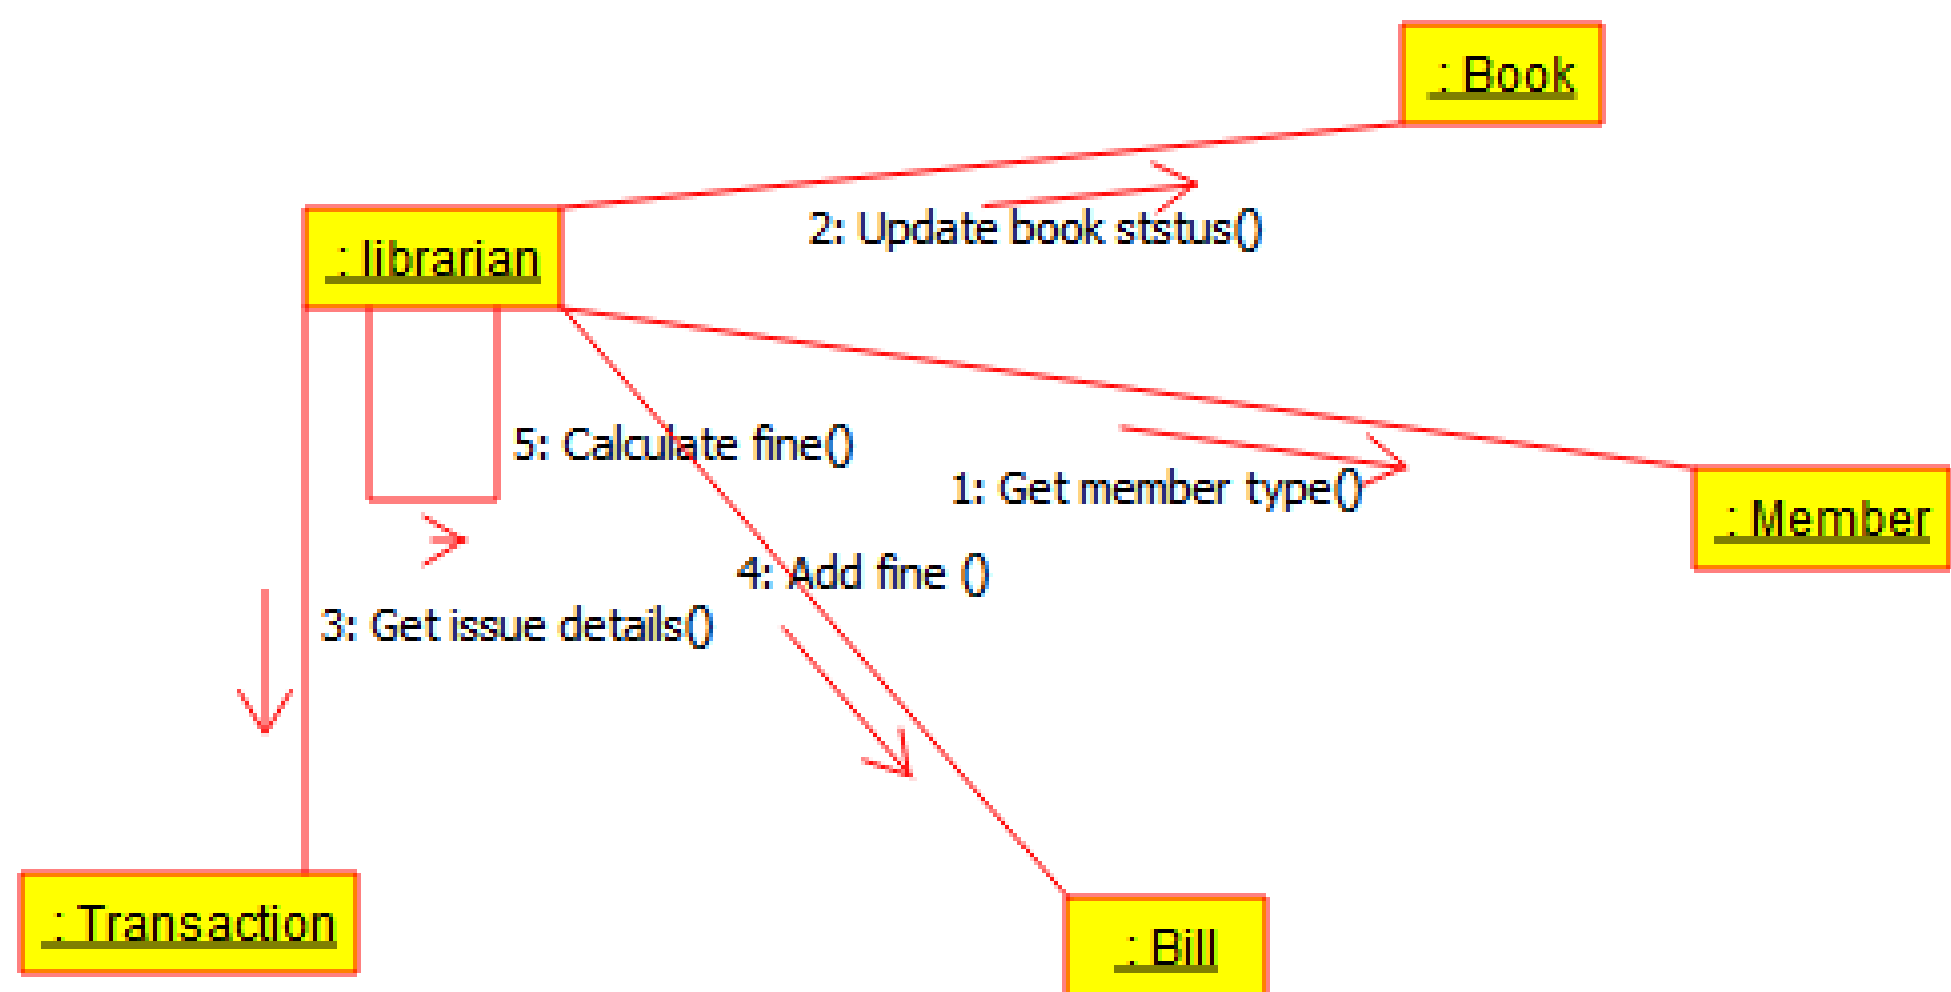 : Book
2: Update book ststus()
: librarian
5: Calculate fine()
1: Get member type()
: Member
4: Add fine ()
3: Get issue details()
: Transaction
: Bill